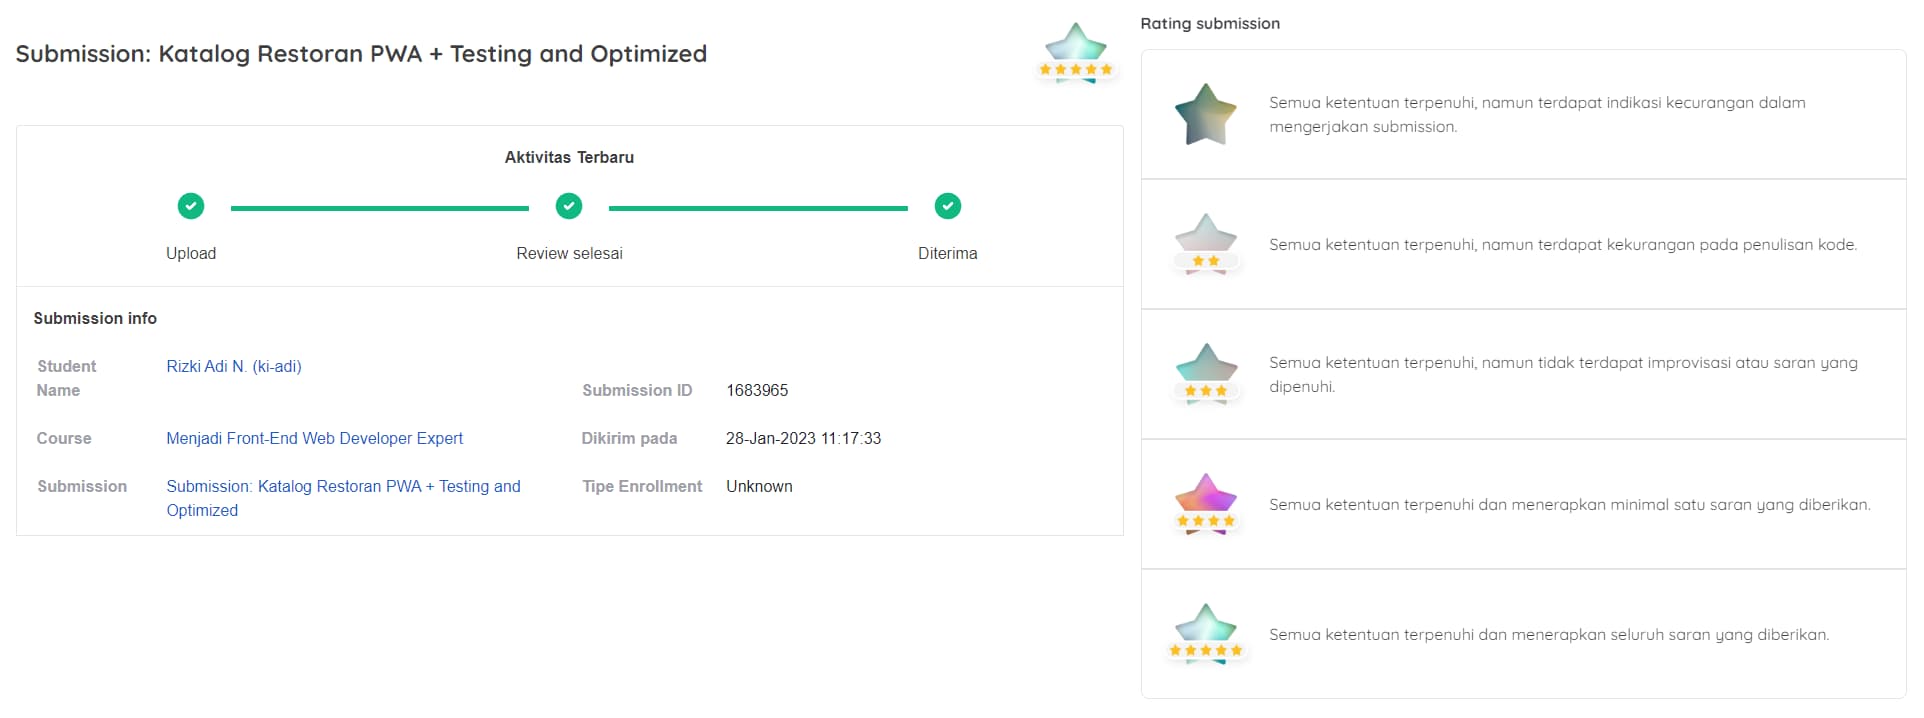 Submission: Katalog Restoran PWA + Testing and Optimized
Aktivitas Terbaru
Upload
Review selesai
Diterima
Submission info
Student
Name
Rizki Adi N. (ki-adi)
Submission ID
1683965
Course
Menjadi Front-End Web Developer Expert
Dikirim pada
28-Jan-2023 11:17:33
Submission
Submission: Katalog Restoran PWA + Testing and
Optimized
Tipe Enrollment
Unknown
Rating submission
Semua ketentuan terpenuhi, namun terdapat indikasi kecurangan dalam
mengerjakan submission.
Semua ketentuan terpenuhi, namun terdapat kekurangan pada penulisan kode.
Semua ketentuan terpenuhi, namun tidak terdapat improvisasi atau saran yang
dipenuhi.
Semua ketentuan terpenuhi dan menerapkan minimal satu saran yang diberikan.
Semua ketentuan terpenuhi dan menerapkan seluruh saran yang diberikan.